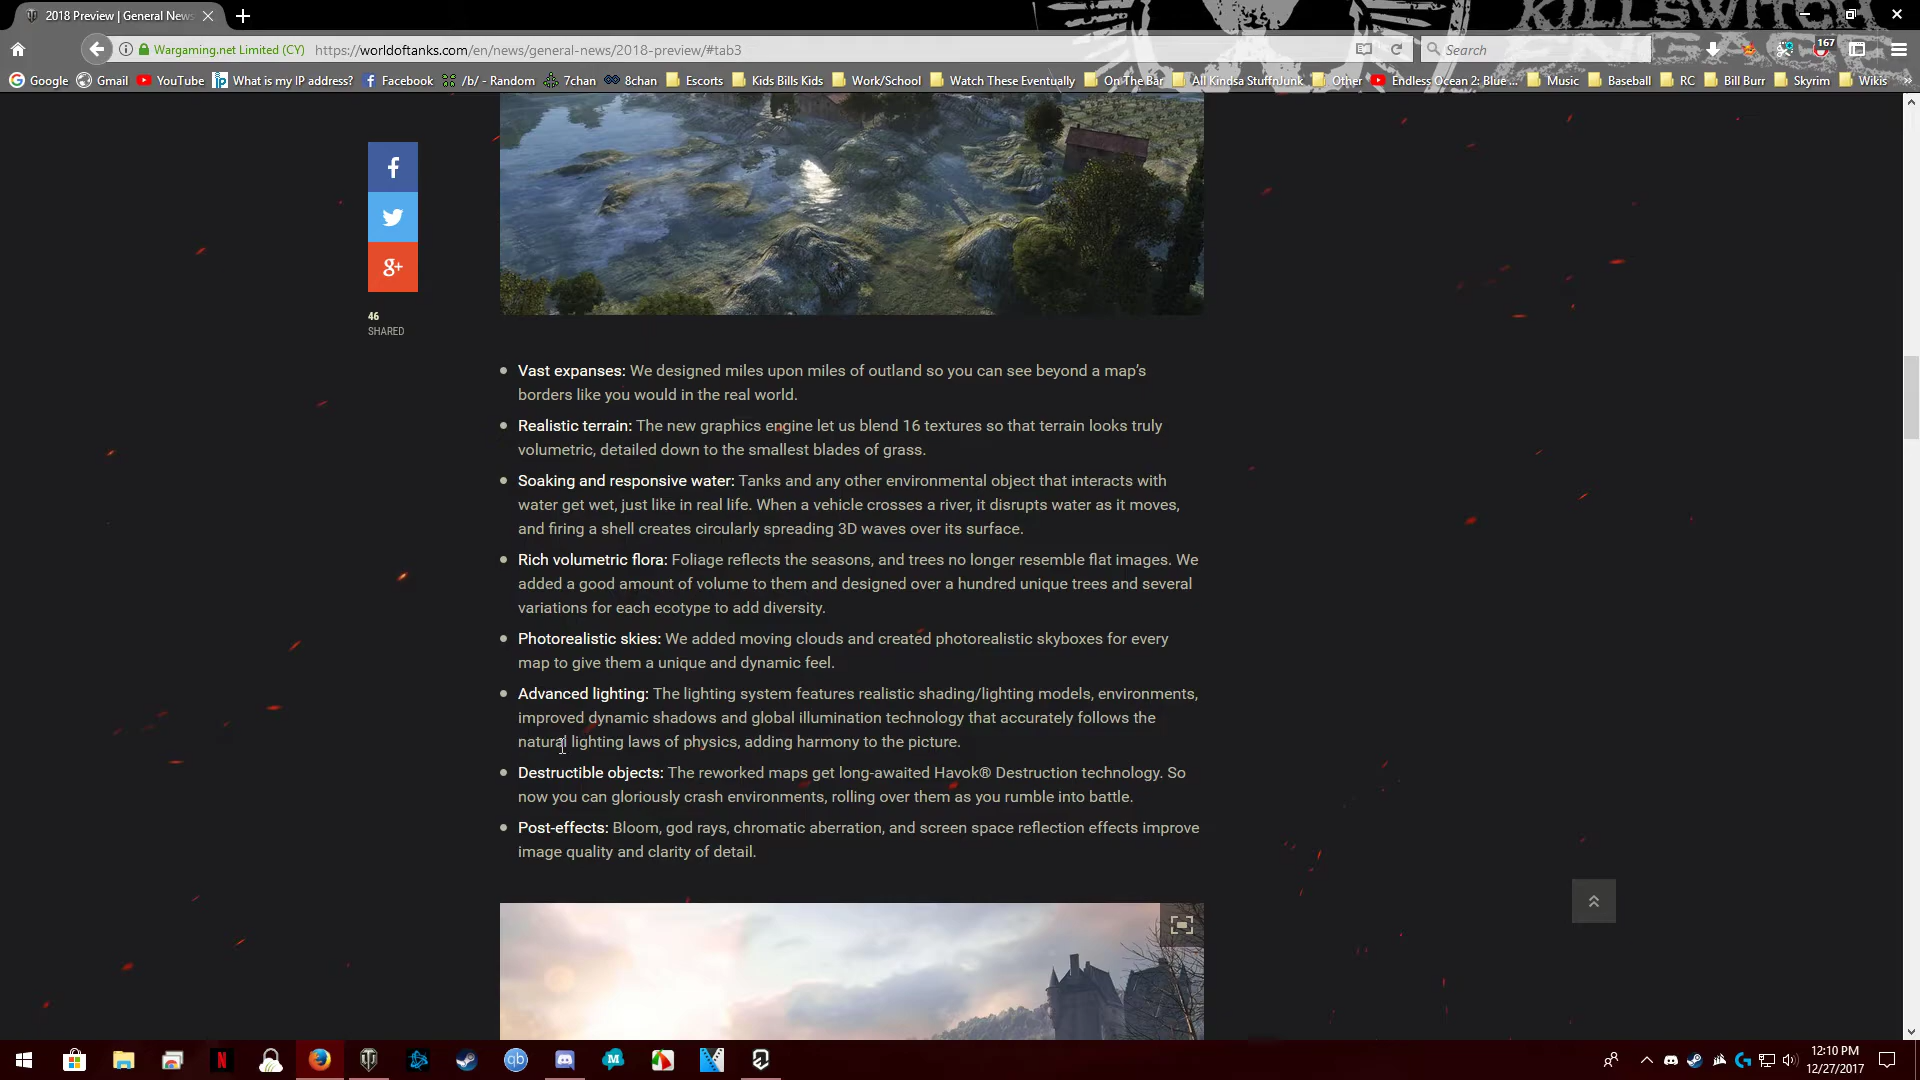 2018 Preview | General News
KILLSWITCH
ENGAGE
Wargaming.net Limited (CY)
https://worldoftanks.com/en/news/general-news/2018-preview/#tab3
Search
167
Google
Gmail
YouTube
What is my IP address?
Facebook
/b/ - Random
7chan
8chan
Escorts
Kids Bills Kids
Work/School
Watch These Eventually
On The Bar
All Kindsa StuffnJunk
Other
Endless Ocean 2: Blue ...
Music
Baseball
RC
Bill Burr
Skyrim
Wikis
46
SHARED
Vast expanses: We designed miles upon miles of outland so you can see beyond a map's
borders like you would in the real world.
Realistic terrain: The new graphics engine let us blend 16 textures so that terrain looks truly
volumetric, detailed down to the smallest blades of grass.
Soaking and responsive water: Tanks and any other environmental object that interacts with
water get wet, just like in real life. When a vehicle crosses a river, it disrupts water as it moves,
and firing a shell creates circularly spreading 3D waves over its surface.
Rich volumetric flora: Foliage reflects the seasons, and trees no longer resemble flat images. We
added a good amount of volume to them and designed over a hundred unique trees and several
variations for each ecotype to add diversity.
Photorealistic skies: We added moving clouds and created photorealistic skyboxes for every
map to give them a unique and dynamic feel.
Advanced lighting: The lighting system features realistic shading/lighting models, environments,
improved dynamic shadows and global illumination technology that accurately follows the
natural lighting laws of physics, adding harmony to the picture.
Destructible objects: The reworked maps get long-awaited Havok® Destruction technology. So
now you can gloriously crash environments, rolling over them as you rumble into battle.
Post-effects: Bloom, god rays, chromatic aberration, and screen space reflection effects improve
image quality and clarity of detail.
12:10 PM
12/27/2017